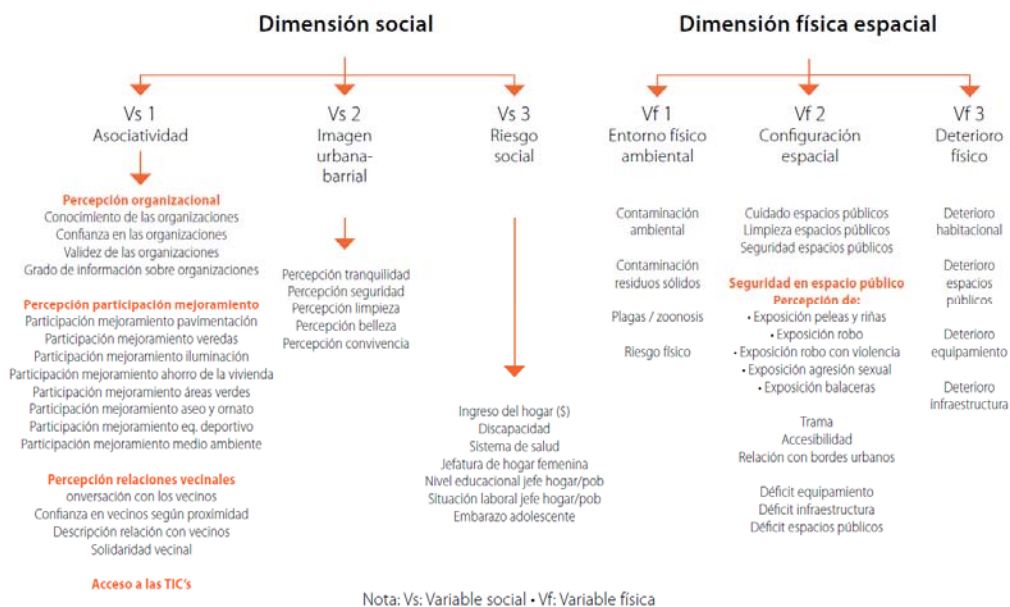 Dimensión social
Dimensión física espacial
Vs 1
Asociatividad
Vs 2
Imagen
urbana-
barrial
Vs 3
Riesgo
social
Vf 1
Entorno físico
ambiental
Vf 2
Configuración
espacial
Vf 3
Deterioro
físico
Percepción organizacional
Conocimiento de las organizaciones
Confianza en las organizaciones
Validez de las organizaciones
Grado de información sobre organizaciones
Percepción participación mejoramiento
Participación mejoramiento pavimentación
Participación mejoramiento veredas
Participación mejoramiento iluminación
Participación mejoramiento ahorro de la vivienda
Participación mejoramiento áreas verdes
Participación mejoramiento aseo y ornato
Participación mejoramiento eq. deportivo
Participación mejoramiento medio ambiente
Percepción relaciones vecinales
onversación con los vecinos
Confianza en vecinos según proximidad
Descripción relación con vecinos
Solidaridad vecinal
Acceso a las TIC's
Percepción tranquilidad
Percepción seguridad
Percepción limpieza
Percepción belleza
Percepción convivencia
Ingreso del hogar ($)
Discapacidad
Sistema de salud
Jefatura de hogar femenina
Nivel educacional jefe hogar/pob
Situación laboral jefe hogar/pob
Embarazo adolescente
Contaminación
ambiental
Contaminación
residuos sólidos
Plagas / zoonosis
Riesgo físico
Cuidado espacios públicos
Limpieza espacios públicos
Seguridad espacios públicos
Seguridad en espacio público
Percepción de:
• Exposición peleas y riñas
• Exposición robo
• Exposición robo con violencia
• Exposición agresión sexual
• Exposición balaceras
Trama
Accesibilidad
Relación con bordes urbanos
Déficit equipamiento
Déficit infraestructura
Déficit espacios públicos
Deterioro
habitacional
Deterioro
espacios
públicos
Deterioro
equipamiento
Deterioro
infraestructura
Nota: Vs: Variable social • Vf: Variable física